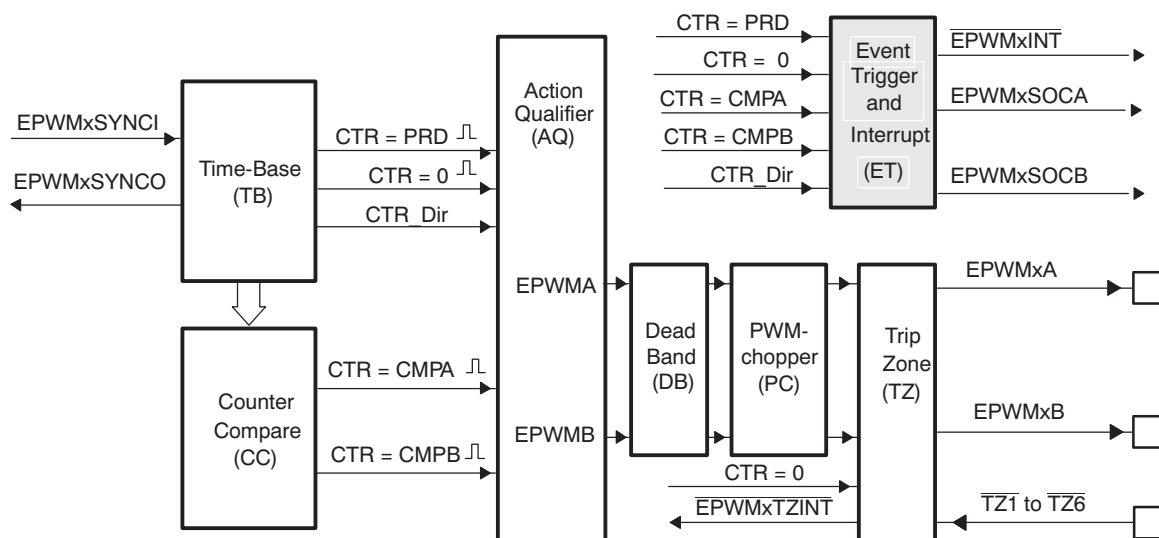 EPWMxSYNCI
EPWMxSYNCO
Time-Base
(TB)
CTR = PRD
CTR = 0
CTR_Dir
Counter
Compare
(CC)
CTR = CMPA
CTR = CMPB
Action
Qualifier
(AQ)
EPWMA
EPWMB
CTR = PRD
CTR = 0
CTR = CMPA
CTR = CMPB
CTR_Dir
Event
Trigger
and
Interrupt
(ET)
EPWMxINT
EPWMxSOCA
EPWMxSOCB
Dead
Band
(DB)
PWM-
chopper
(PC)
Trip
Zone
(TZ)
CTR = 0
EPWMxTZINT
EPWMxA
EPWMxB
TZ1 to TZ6